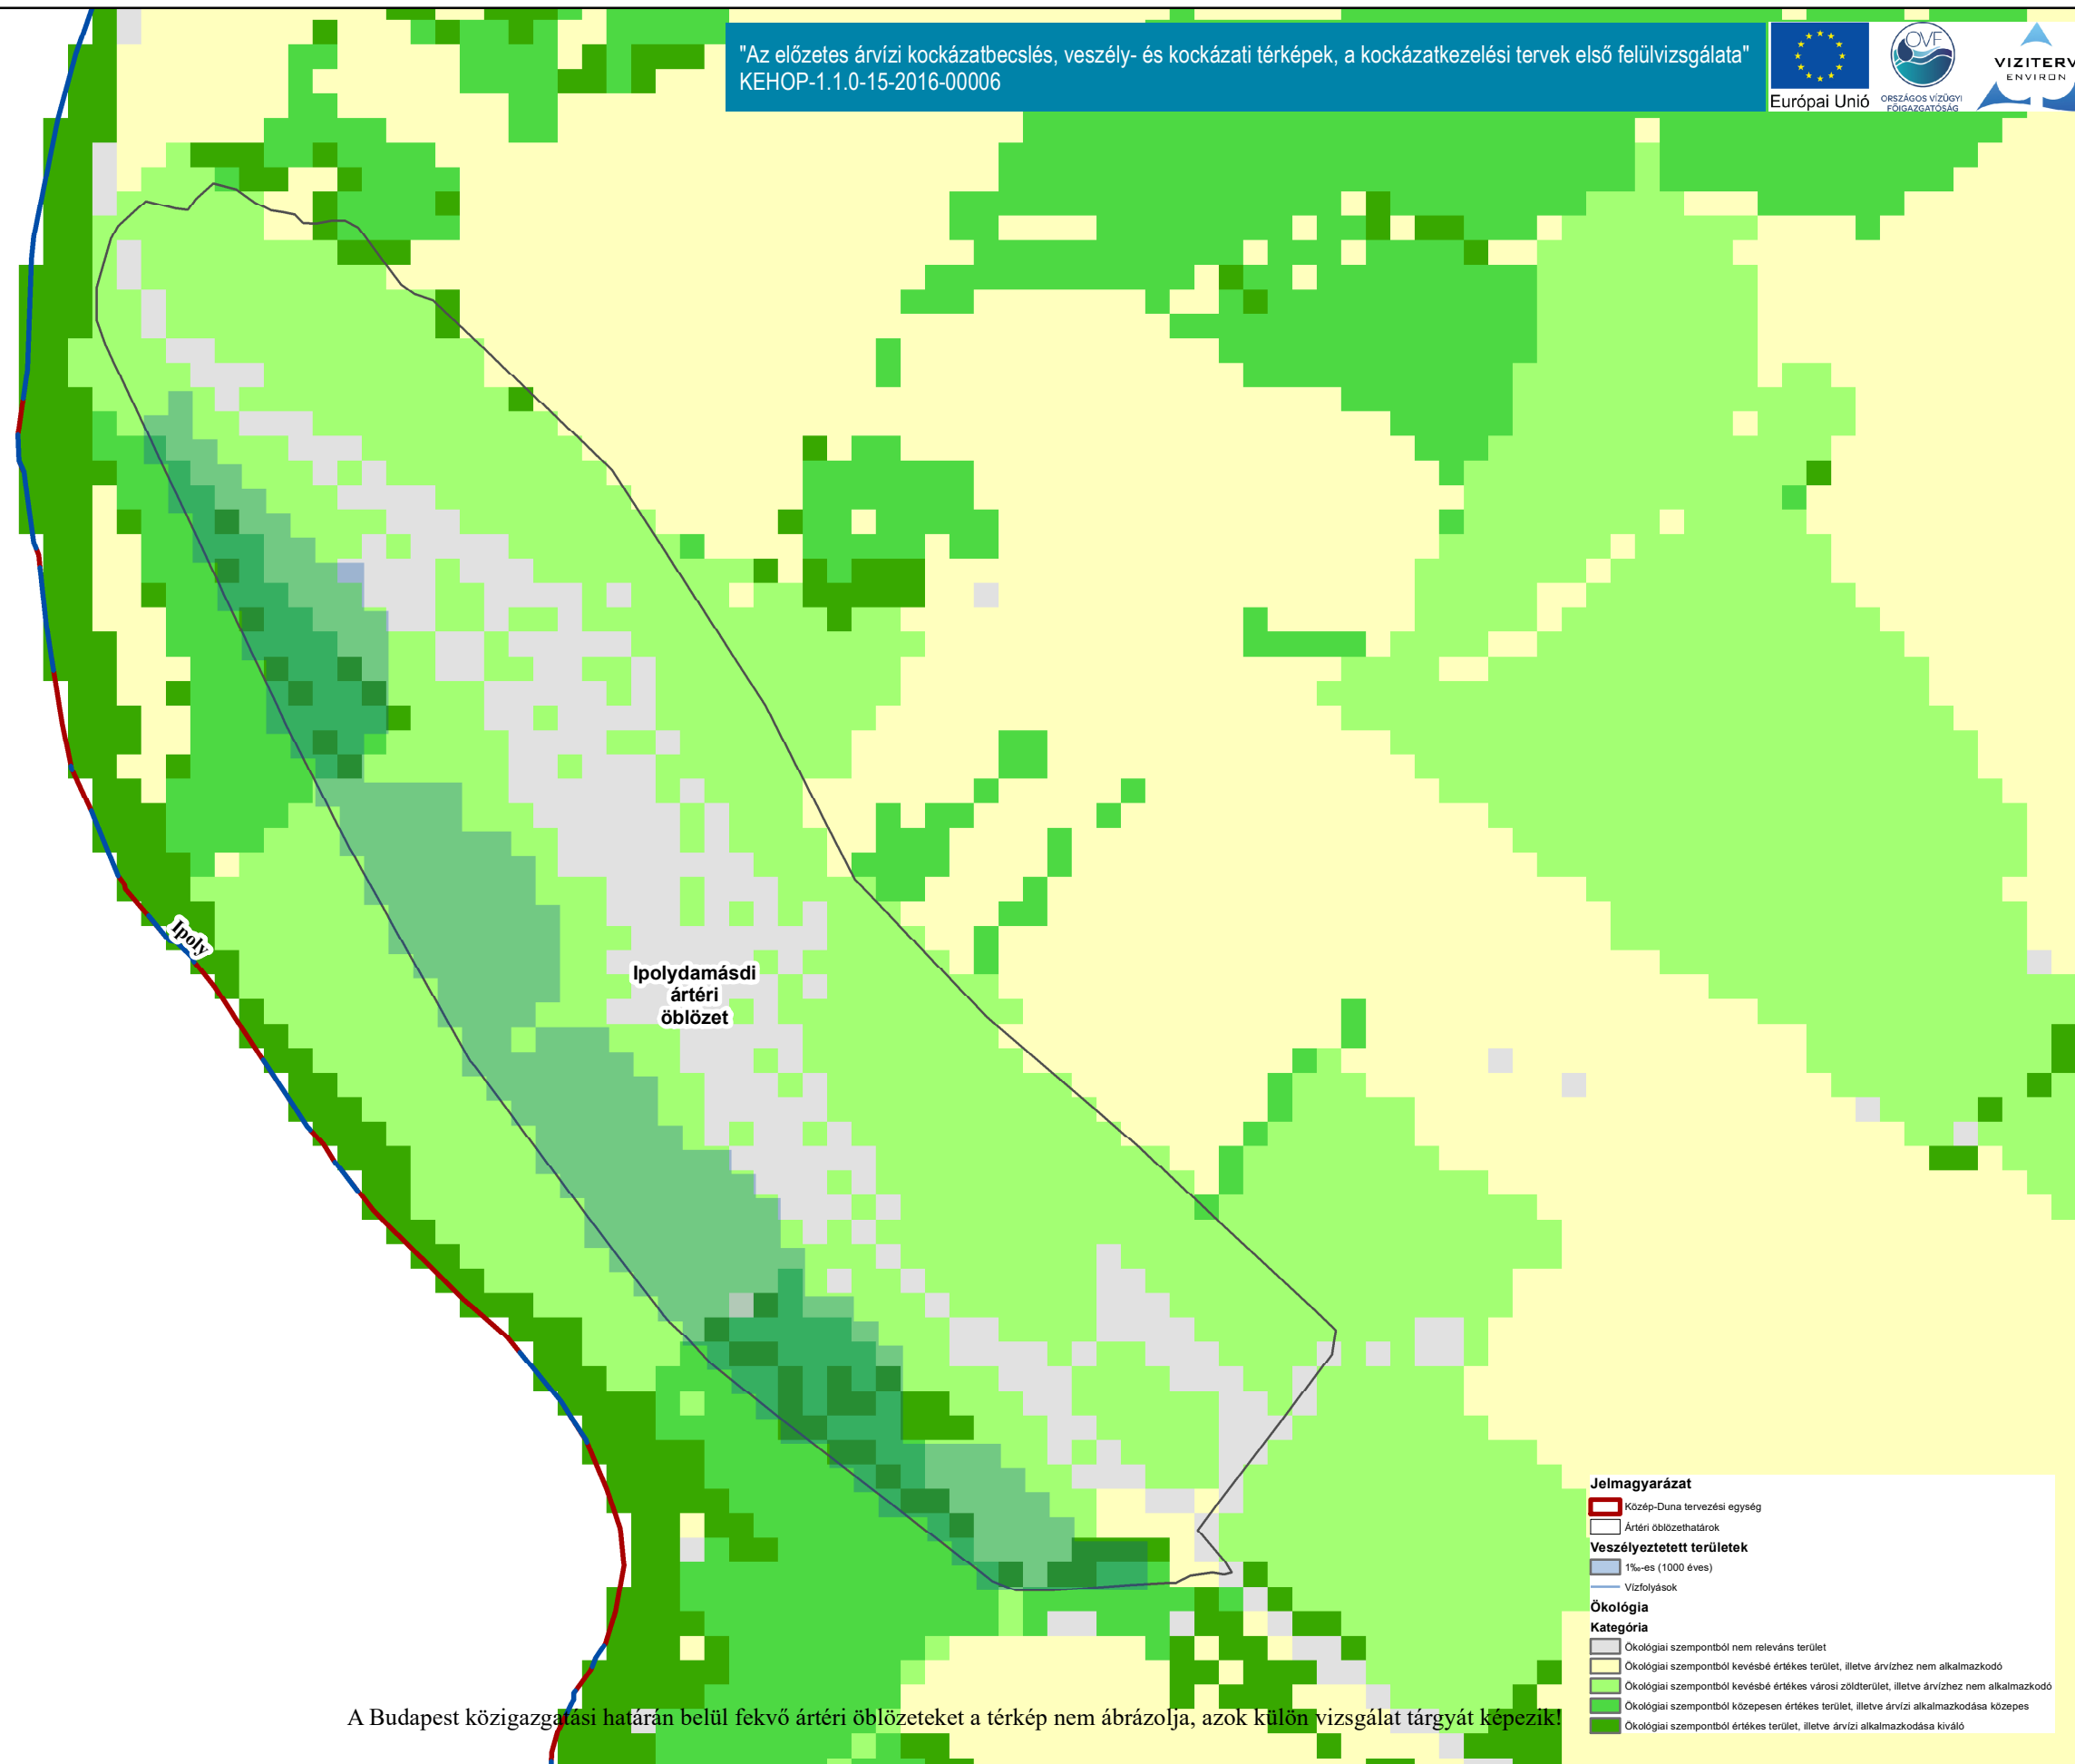 "Az előzetes árvízi kockázatbecslés, veszély- és kockázati térképek, a kockázatkezelési tervek első felülvizsgálata"
KEHOP-1.1.0-15-2016-00006
Európai Unió
OVF
ORSZÁGOS VÍZÜGYI
FŐIGAZGATÓSÁG
VIZITERV
ENVIRON
Ipoly
Ipolydamásdi
ártéri
öblözet
Jelmagyarázat
Közép-Duna tervezési egység
Ártéri öblözethatárok
Veszélyeztetett területek
1‰-es (1000 éves)
Vízfolyások
Ökológia
Kategória
Ökológiai szempontból nem releváns terület
Ökológiai szempontból kevésbé értékes terület, illetve árvízhez nem alkalmazkodó
Ökológiai szempontból kevésbé értékes városi zöldterület, illetve árvízhez nem alkalmazkodó
Ökológiai szempontból közepesen értékes terület, illetve árvízi alkalmazkodása közepes
Ökológiai szempontból értékes terület, illetve árvízi alkalmazkodása kiváló
A Budapest közigazgatási határán belül fekvő ártéri öblözeteket a térkép nem ábrázolja, azok külön vizsgálat tárgyát képezik!